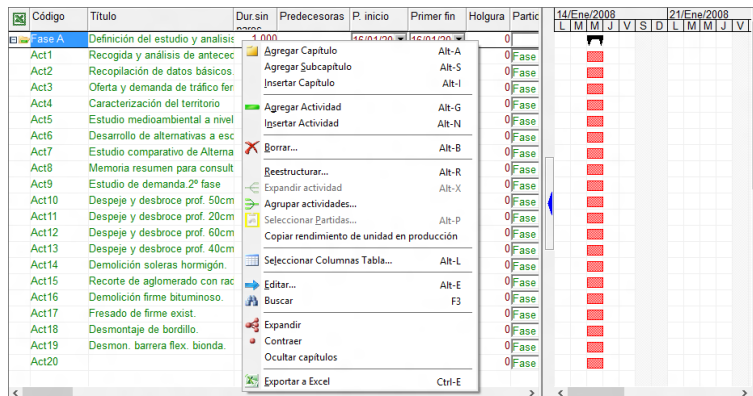 Código Título Dur.sin Predecesoras P. inicio Primer fin Holgura Partic 14/Ene/2008 21/Ene/2008
L M M J V S D L M M J V
Fase A Definición del estudio y analisis 1,000 16/01/20 16/01/20 0
Act1 Recogida y análisis de anteced 0 Fase
Act2 Recopilación de datos básicos. 0 Fase
Act3 Oferta y demanda de tráfico fer 0 Fase
Act4 Caracterización del territorio 0 Fase
Act5 Estudio medioambiental a nivel 0 Fase
Act6 Desarrollo de alternativas a esc 0 Fase
Act7 Estudio comparativo de Alterna 0 Fase
Act8 Memoria resumen para consult 0 Fase
Act9 Estudio de demanda.2º fase 0 Fase
Act10 Despeje y desbroce prof. 50cm 0 Fase
Act11 Despeje y desbroce prof. 20cm 0 Fase
Act12 Despeje y desbroce prof. 60cm 0 Fase
Act13 Despeje y desbroce prof. 40cm 0 Fase
Act14 Demolición soleras hormigón. 0 Fase
Act15 Recorte de aglomerado con rad 0 Fase
Act16 Demolición firme bituminoso. 0 Fase
Act17 Fresado de firme exist. 0 Fase
Act18 Desmontaje de bordillo. 0 Fase
Act19 Desmon. barrera flex. bionda. 0 Fase
Act20 0 Fase
Agregar Capítulo Alt-A
Agregar Subcapítulo Alt-S
Insertar Capítulo Alt-I
Agregar Actividad Alt-G
Insertar Actividad Alt-N
Borrar... Alt-B
Reestructurar... Alt-R
Expandir actividad Alt-X
Agrupar actividades...
Seleccionar Partidas... Alt-P
Copiar rendimiento de unidad en producción
Seleccionar Columnas Tabla... Alt-L
Editar... Alt-E
Buscar F3
Expandir
Contraer
Ocultar capítulos
Exportar a Excel Ctrl-E